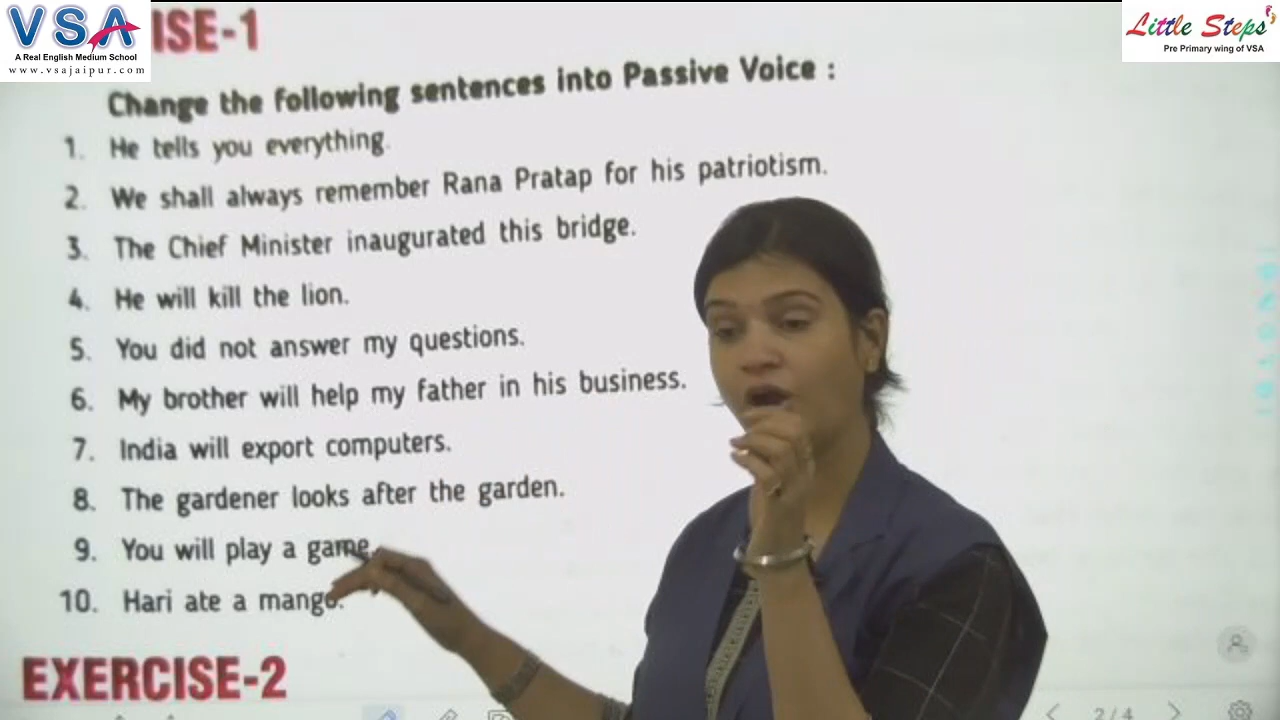 VSA
A Real English Medium School
www.vsajaipur.com
Little Steps
Pre Primary wing of VSA
ISE-1
Change the following sentences into Passive Voice :
1. He tells you everything.
2. We shall always remember Rana Pratap for his patriotism.
3. The Chief Minister inaugurated this bridge.
4. He will kill the lion.
5. You did not answer my questions.
6. My brother will help my father in his business.
7. India will export computers.
8. The gardener looks after the garden.
9. You will play a game
10. Hari ate a mango.
EXERCISE-2
2/4